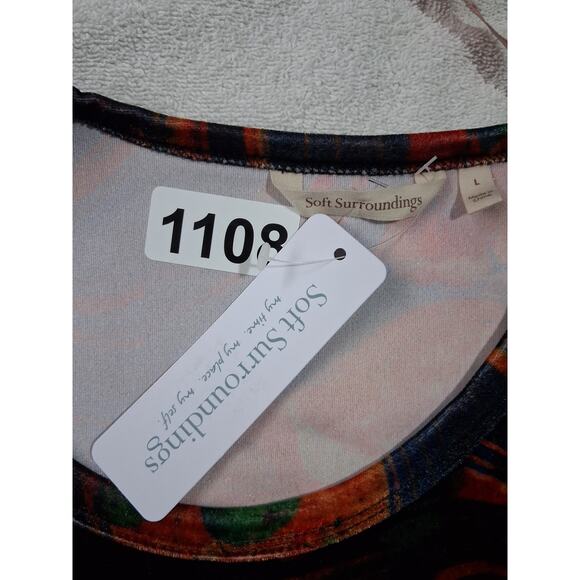 Soft Surroundings
L
1108
Soft Surroundings
my time. my place. my self.